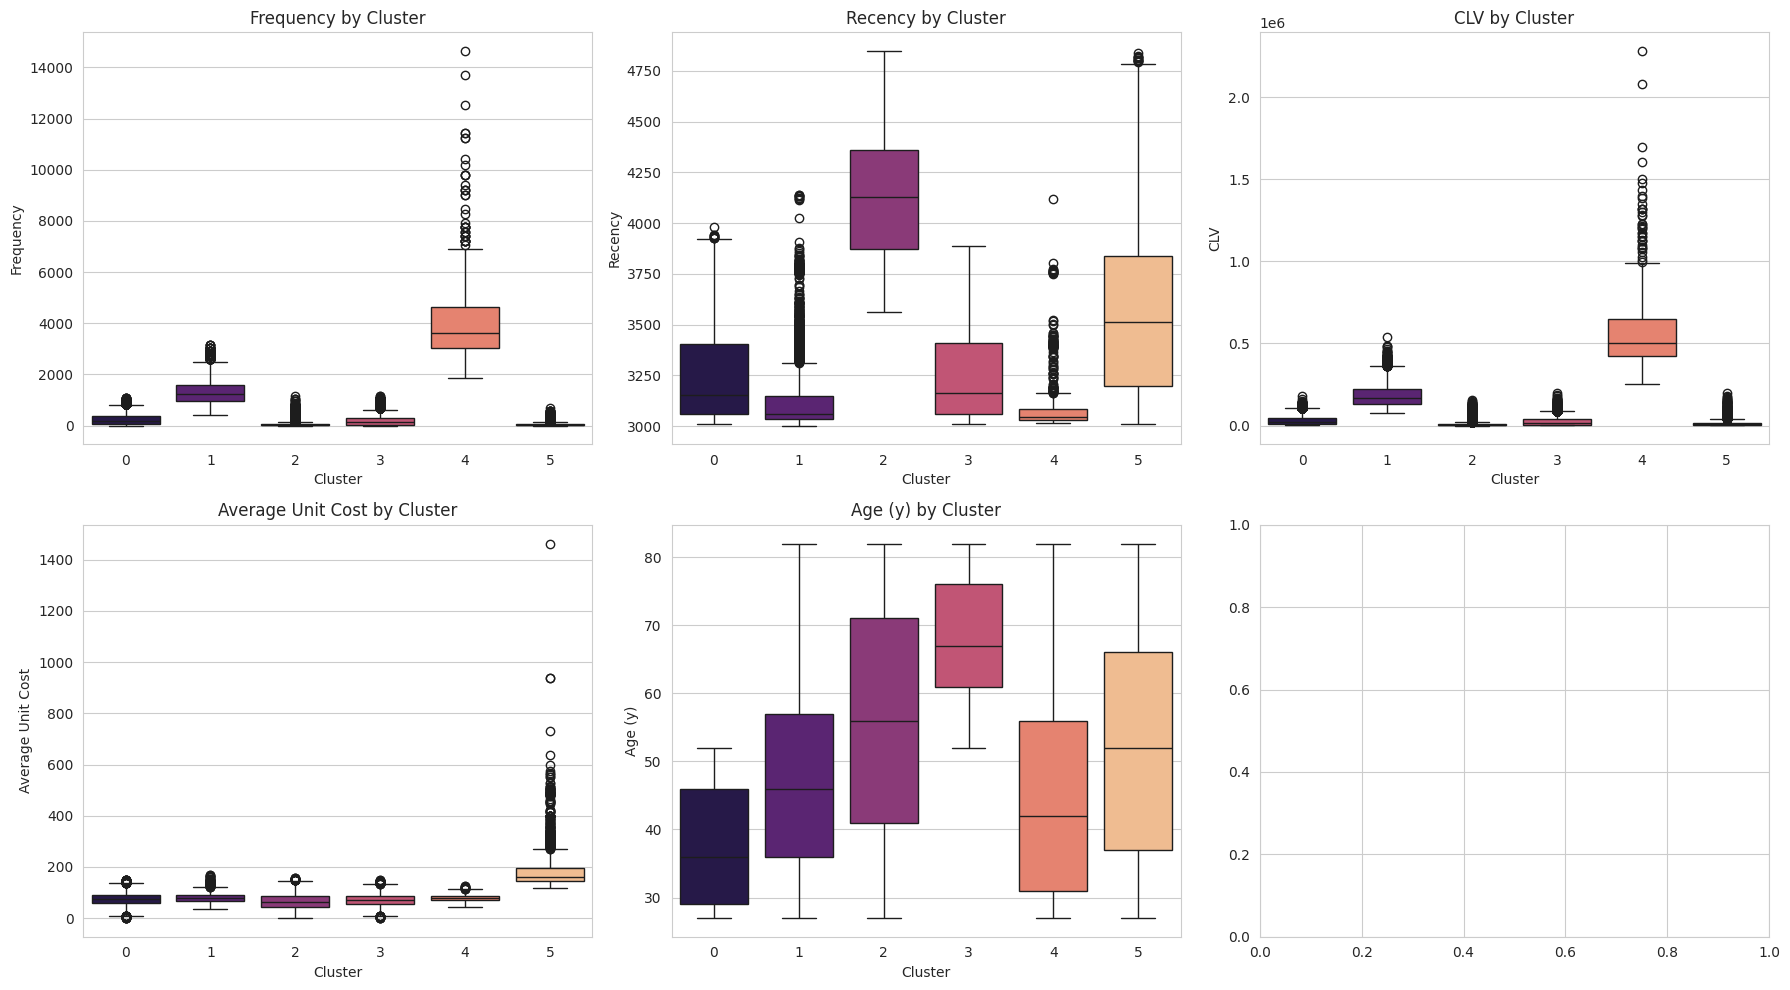 Frequency by Cluster
14000
12000
10000
8000
6000
4000
2000
0
Frequency
0 1 2 3 4 5
Cluster
Recency by Cluster
4750
4500
4250
4000
3750
3500
3250
3000
Recency
0 1 2 3 4 5
Cluster
CLV by Cluster
1e6
2.0
1.5
1.0
0.5
0.0
CLV
0 1 2 3 4 5
Cluster
Average Unit Cost by Cluster
1400
1200
1000
800
600
400
200
0
Average Unit Cost
0 1 2 3 4 5
Cluster
Age (y) by Cluster
80
70
60
50
40
30
Age (y)
0 1 2 3 4 5
Cluster
1.0
0.8
0.6
0.4
0.2
0.0
0.0 0.2 0.4 0.6 0.8 1.0